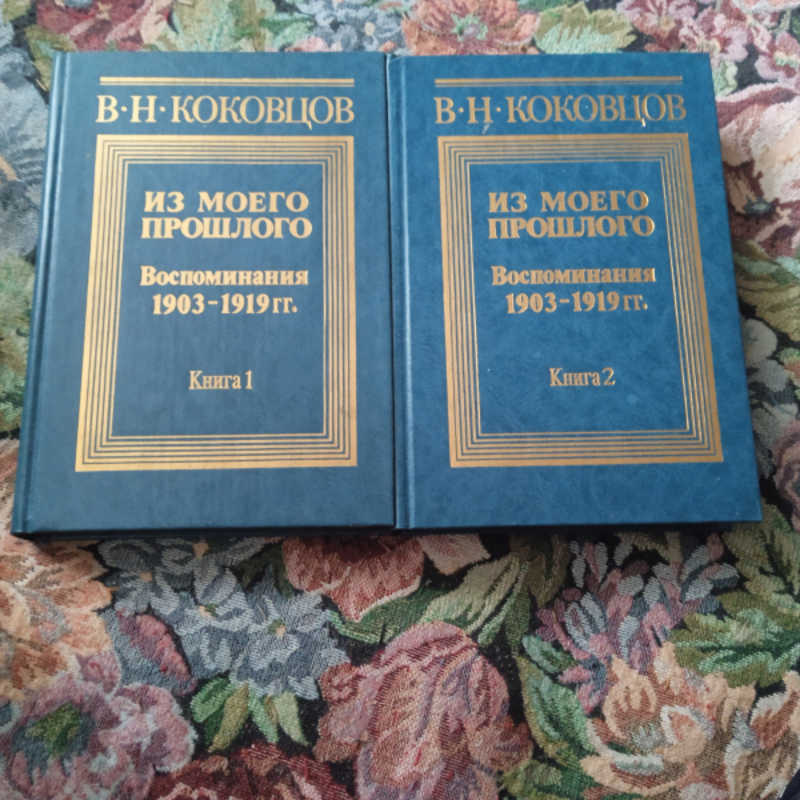 В·Н·КОКОВЦОВ
ИЗ МОЕГО
ПРОШЛОГО
Воспоминания
1903-1919 гг.
Книга 1
В·Н·КОКОВЦОВ
ИЗ МОЕГО
ПРОШЛОГО
Воспоминания
1903-1919 гг.
Книга 2